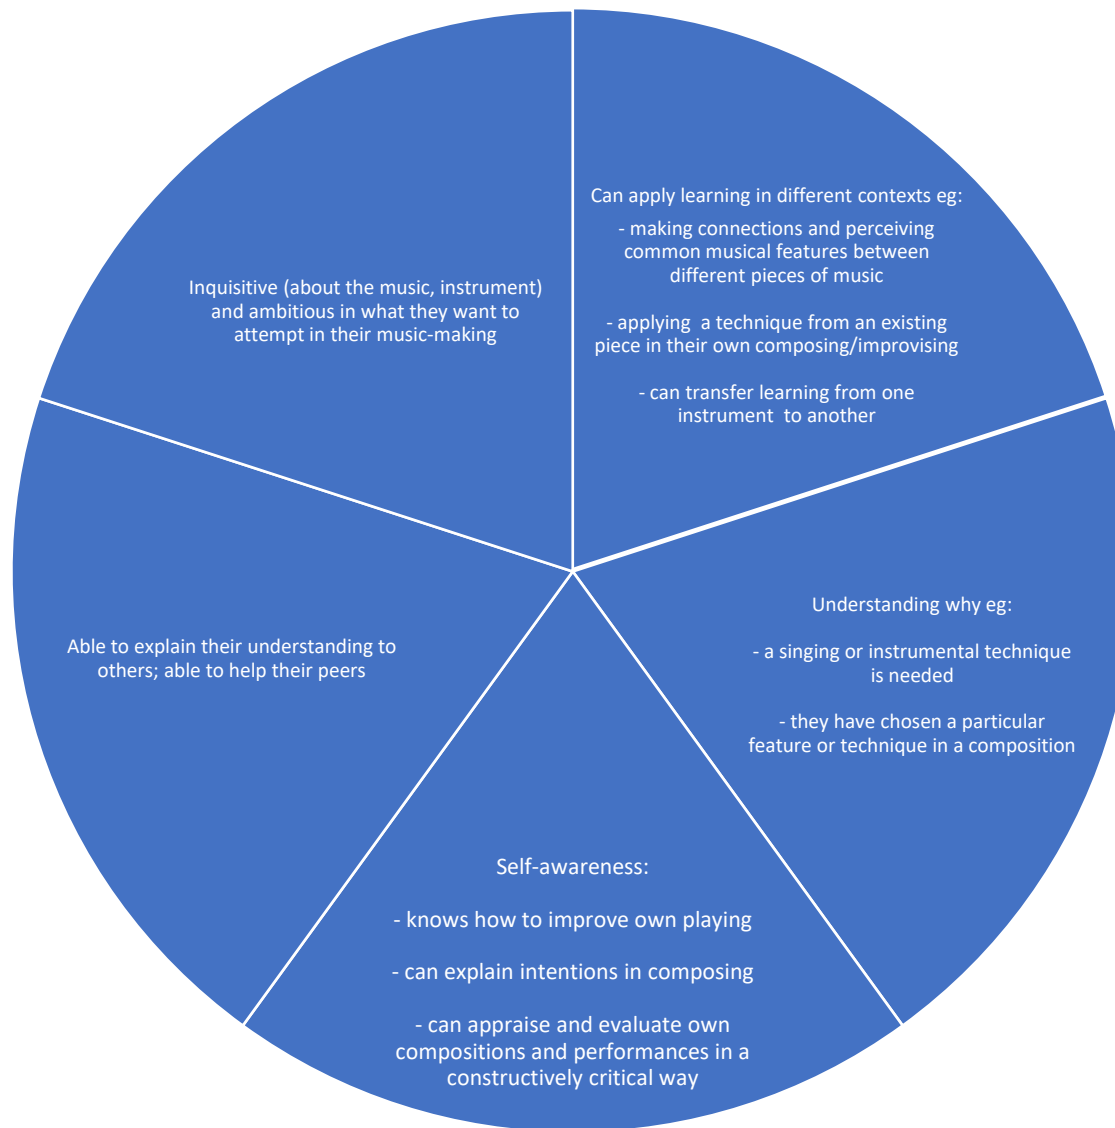 Can apply learning in different contexts eg:
- making connections and perceiving
common musical features between
different pieces of music
- applying a technique from an existing
piece in their own composing/improvising
- can transfer learning from one
instrument to another
Understanding why eg:
- a singing or instrumental technique
is needed
- they have chosen a particular
feature or technique in a composition
Self-awareness:
- knows how to improve own playing
- can explain intentions in composing
- can appraise and evaluate own
compositions and performances in a
constructively critical way
Able to explain their understanding to
others; able to help their peers
Inquisitive (about the music, instrument)
and ambitious in what they want to
attempt in their music-making